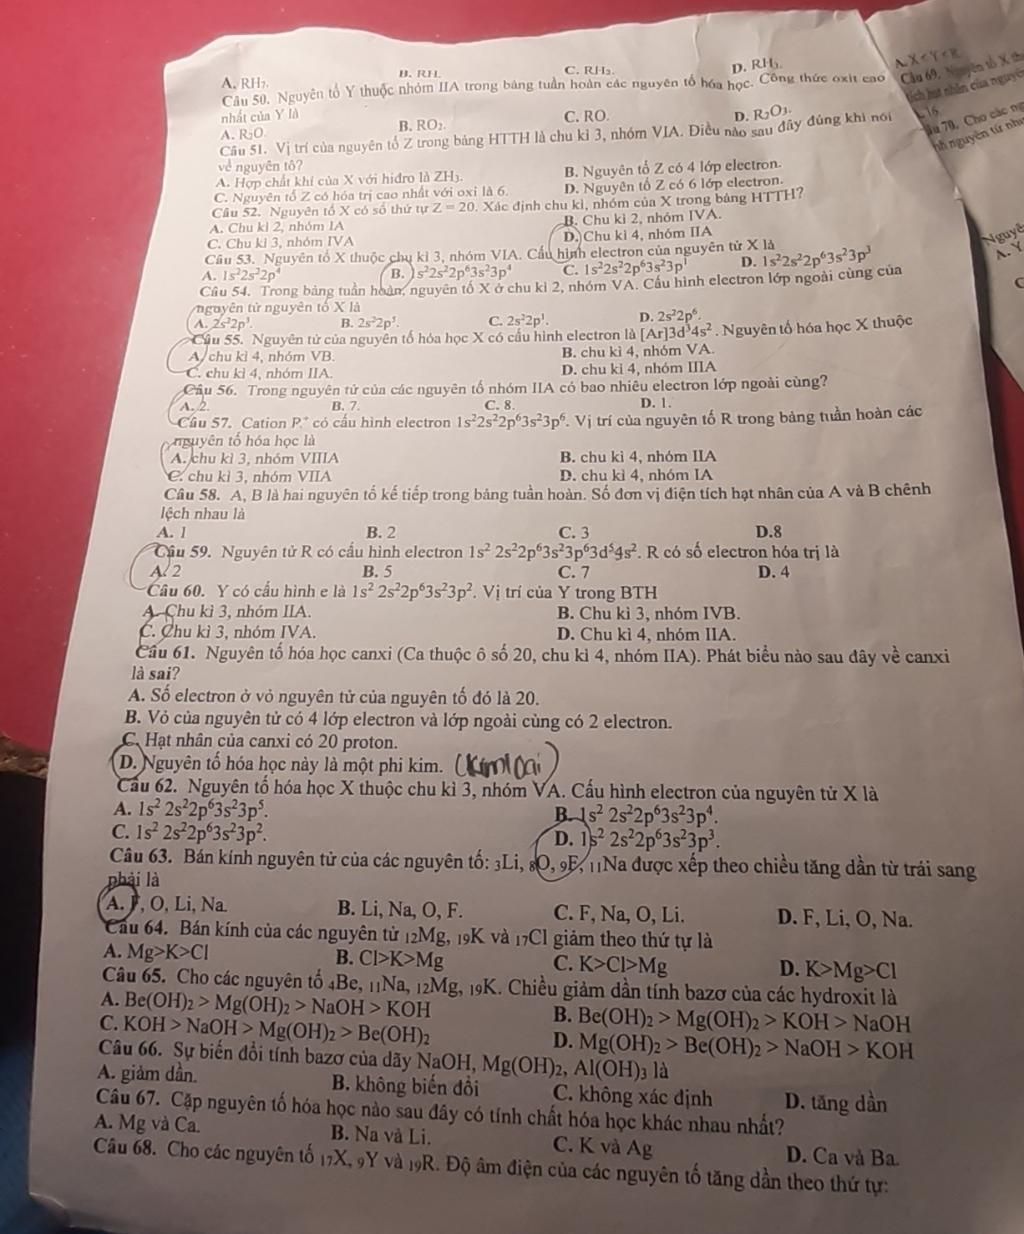 A. RH₇. B. RH. C. RH₂. D. RH₃.
Câu 50. Nguyên tố Y thuộc nhóm IIA trong bảng tuần hoàn các nguyên tố hóa học. Công thức oxit cao
nhất của Y là
A. R₂O. B. RO₂. C. RO. D. R₂O₃.
Câu 51. Vị trí của nguyên tố Z trong bảng HTTH là chu kì 3, nhóm VIA. Điều nào sau đây đúng khi nói
về nguyên tố?
A. Hợp chất khí của X với hiđro là ZH₃. B. Nguyên tố Z có 4 lớp electron.
C. Nguyên tố Z có hóa trị cao nhất với oxi là 6. D. Nguyên tố Z có 6 lớp electron.
Câu 52. Nguyên tố X có số thứ tự Z = 20. Xác định chu kì, nhóm của X trong bảng HTTH?
A. Chu kì 2, nhóm IA B. Chu kì 2, nhóm IVA.
C. Chu kì 3, nhóm IVA D. Chu kì 4, nhóm IIA
Câu 53. Nguyên tố X thuộc chu kì 3, nhóm VIA. Cấu hình electron của nguyên tử X là
A. 1s²2s²2p⁴ B. 1s²2s²2p⁶3s²3p⁴ C. 1s²2s²2p⁶3s²3p¹ D. 1s²2s²2p⁶3s²3p³
Câu 54. Trong bảng tuần hoàn, nguyên tố X ở chu kì 2, nhóm VA. Cấu hình electron lớp ngoài cùng của
nguyên tử nguyên tố X là
A. 2s²2p³. B. 2s²2p⁵. C. 2s²2p¹. D. 2s²2p⁶.
Câu 55. Nguyên tử của nguyên tố hóa học X có cấu hình electron là [Ar]3d³4s². Nguyên tố hóa học X thuộc
A. chu kì 4, nhóm VB. B. chu kì 4, nhóm VA.
C. chu kì 4, nhóm IIA. D. chu kì 4, nhóm IIIA
Câu 56. Trong nguyên tử của các nguyên tố nhóm IIA có bao nhiêu electron lớp ngoài cùng?
A. 2. B. 7. C. 8. D. 1.
Câu 57. Cation R⁺ có cấu hình electron 1s²2s²2p⁶3s²3p⁶. Vị trí của nguyên tố R trong bảng tuần hoàn các
nguyên tố hóa học là
A. chu kì 3, nhóm VIIIA B. chu kì 4, nhóm IIA
C. chu kì 3, nhóm VIIA D. chu kì 4, nhóm IA
Câu 58. A, B là hai nguyên tố kế tiếp trong bảng tuần hoàn. Số đơn vị điện tích hạt nhân của A và B chênh
lệch nhau là
A. 1 B. 2 C. 3 D.8
Câu 59. Nguyên tử R có cấu hình electron 1s² 2s²2p⁶3s²3p⁶3d⁵4s². R có số electron hóa trị là
A. 2 B. 5 C. 7 D. 4
Câu 60. Y có cấu hình e là 1s² 2s²2p⁶3s²3p². Vị trí của Y trong BTH
A. Chu kì 3, nhóm IIA. B. Chu kì 3, nhóm IVB.
C. Chu kì 3, nhóm IVA. D. Chu kì 4, nhóm IIA.
Câu 61. Nguyên tố hóa học canxi (Ca thuộc ô số 20, chu kì 4, nhóm IIA). Phát biểu nào sau đây về canxi
là sai?
A. Số electron ở vỏ nguyên tử của nguyên tố đó là 20.
B. Vỏ của nguyên tử có 4 lớp electron và lớp ngoài cùng có 2 electron.
C. Hạt nhân của canxi có 20 proton.
D. Nguyên tố hóa học này là một phi kim. (Kim loại)
Câu 62. Nguyên tố hóa học X thuộc chu kì 3, nhóm VA. Cấu hình electron của nguyên tử X là
A. 1s² 2s²2p⁶3s²3p⁵. B. 1s² 2s²2p⁶3s²3p⁴.
C. 1s² 2s²2p⁶3s²3p². D. 1s² 2s²2p⁶3s²3p³.
Câu 63. Bán kính nguyên tử của các nguyên tố: ₃Li, ₈O, ₉F, ₁₁Na được xếp theo chiều tăng dần từ trái sang
phải là
A. F, O, Li, Na. B. Li, Na, O, F. C. F, Na, O, Li. D. F, Li, O, Na.
Câu 64. Bán kính của các nguyên tử ₁₂Mg, ₁₉K và ₁₇Cl giảm theo thứ tự là
A. Mg>K>Cl B. Cl>K>Mg C. K>Cl>Mg D. K>Mg>Cl
Câu 65. Cho các nguyên tố ₄Be, ₁₁Na, ₁₂Mg, ₁₉K. Chiều giảm dần tính bazơ của các hydroxit là
A. Be(OH)₂ > Mg(OH)₂ > NaOH > KOH B. Be(OH)₂ > Mg(OH)₂ > KOH > NaOH
C. KOH > NaOH > Mg(OH)₂ > Be(OH)₂ D. Mg(OH)₂ > Be(OH)₂ > NaOH > KOH
Câu 66. Sự biến đổi tính bazơ của dãy NaOH, Mg(OH)₂, Al(OH)₃ là
A. giảm dần. B. không biến đổi C. không xác định D. tăng dần
Câu 67. Cặp nguyên tố hóa học nào sau đây có tính chất hóa học khác nhau nhất?
A. Mg và Ca. B. Na và Li. C. K và Ag D. Ca và Ba.
Câu 68. Cho các nguyên tố ₁₇X, ₉Y và ₁₉R. Độ âm điện của các nguyên tố tăng dần theo thứ tự:
A. X < Y < R
Câu 69. Nguyên tố X
tích hạt nhân của
16
70. Cho các
nguyên tử
A. Y